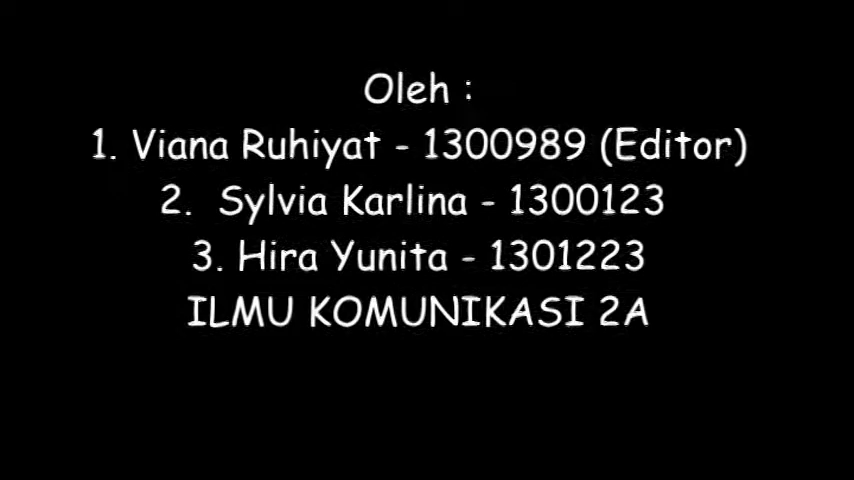 Oleh :
1. Viana Ruhiyat - 1300989 (Editor)
2. Sylvia Karlina - 1300123
3. Hira Yunita - 1301223
ILMU KOMUNIKASI 2A